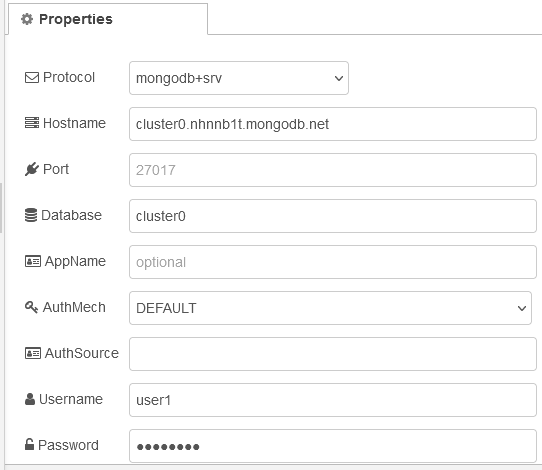 Properties
Protocol mongodb+srv
Hostname cluster0.nhnnb1t.mongodb.net
Port 27017
Database cluster0
AppName optional
AuthMech DEFAULT
AuthSource
Username user1
Password ●●●●●●●●